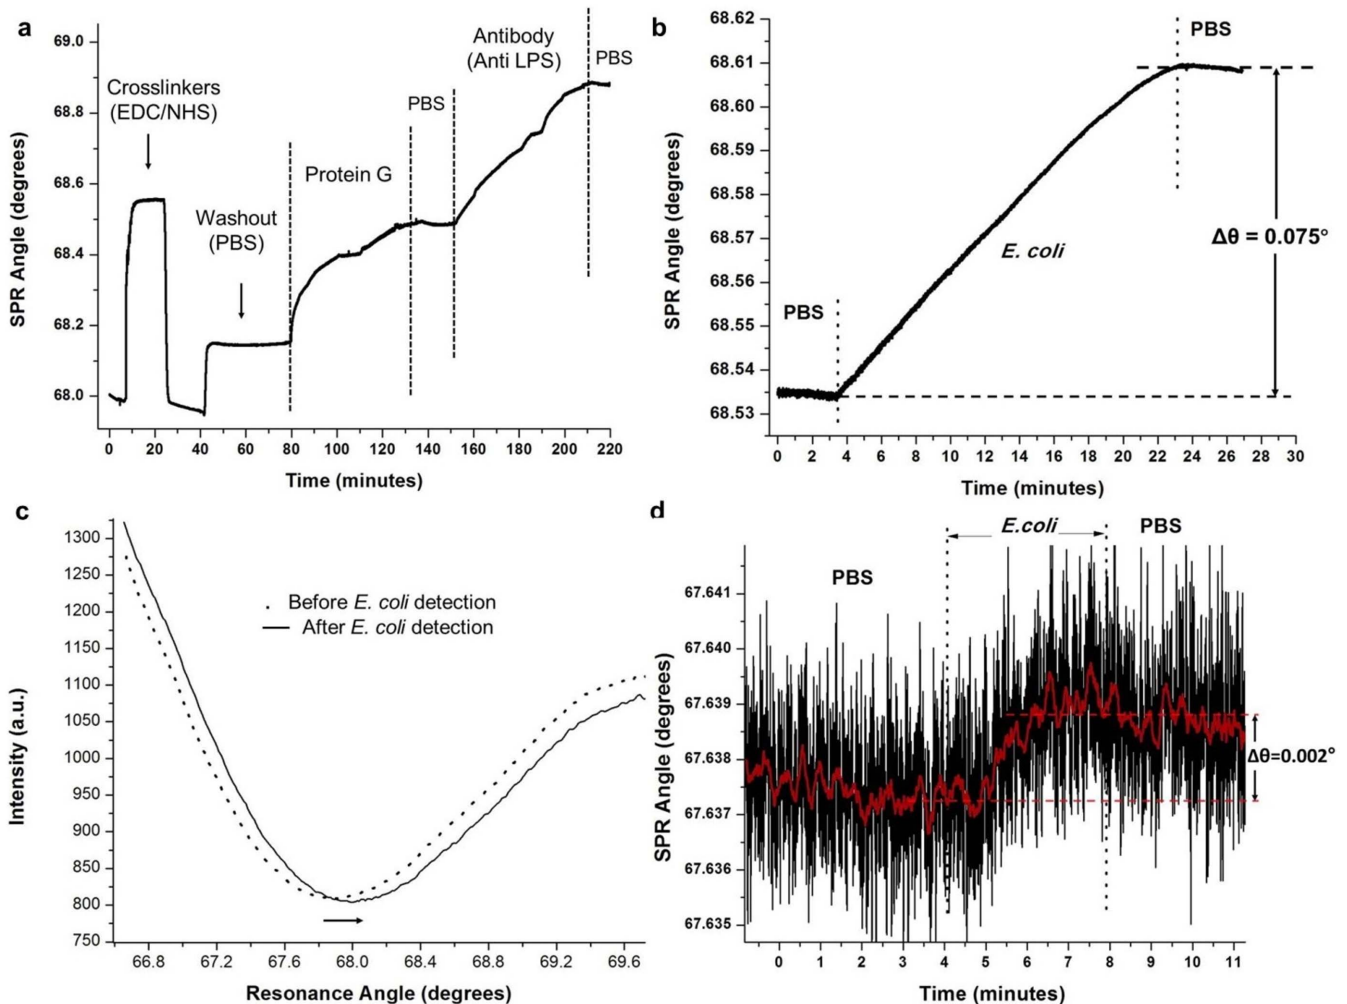 a
69.0
68.8
68.6
68.4
68.2
68.0
SPR Angle (degrees)
Crosslinkers
(EDC/NHS)
Washout
(PBS)
Protein G
PBS
Antibody
(Anti LPS)
PBS
0 20 40 60 80 100 120 140 160 180 200 220
Time (minutes)
b
68.62
68.61
68.60
68.59
68.58
68.57
68.56
68.55
68.54
68.53
SPR Angle (degrees)
PBS
E. coli
PBS
Δθ = 0.075°
0 2 4 6 8 10 12 14 16 18 20 22 24 26 28 30
Time (minutes)
c
1300
1250
1200
1150
1100
1050
1000
950
900
850
800
750
Intensity (a.u.)
Before E. coli detection
After E. coli detection
66.8 67.2 67.6 68.0 68.4 68.8 69.2 69.6
Resonance Angle (degrees)
d
67.641
67.640
67.639
67.638
67.637
67.636
67.635
SPR Angle (degrees)
PBS
E.coli
PBS
Δθ=0.002°
0 1 2 3 4 5 6 7 8 9 10 11
Time (minutes)